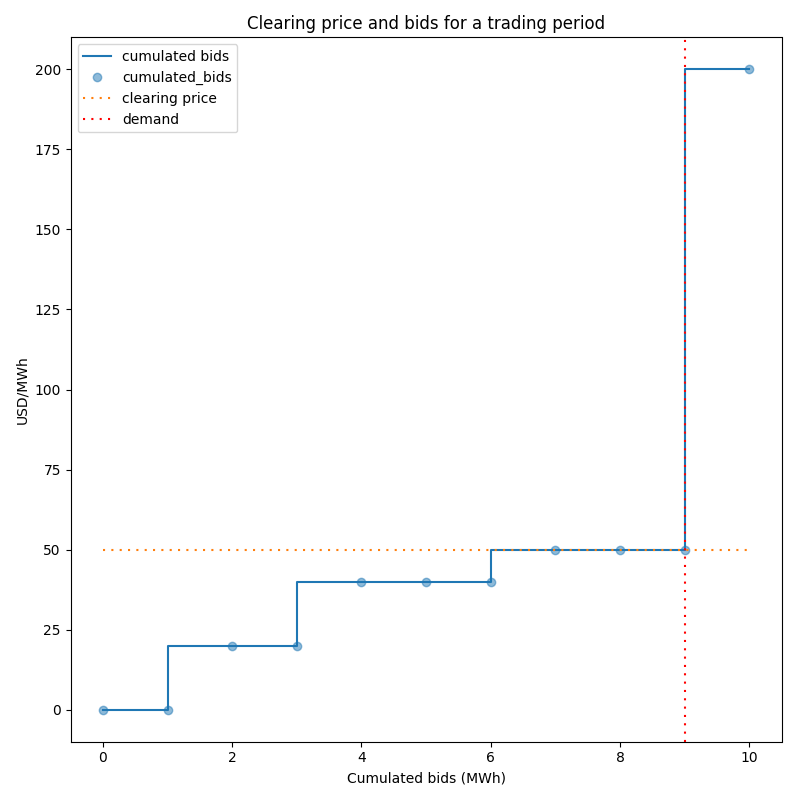 Clearing price and bids for a trading period
cumulated bids
cumulated_bids
clearing price
demand
USD/MWh
200
175
150
125
100
75
50
25
0
0 2 4 6 8 10
Cumulated bids (MWh)